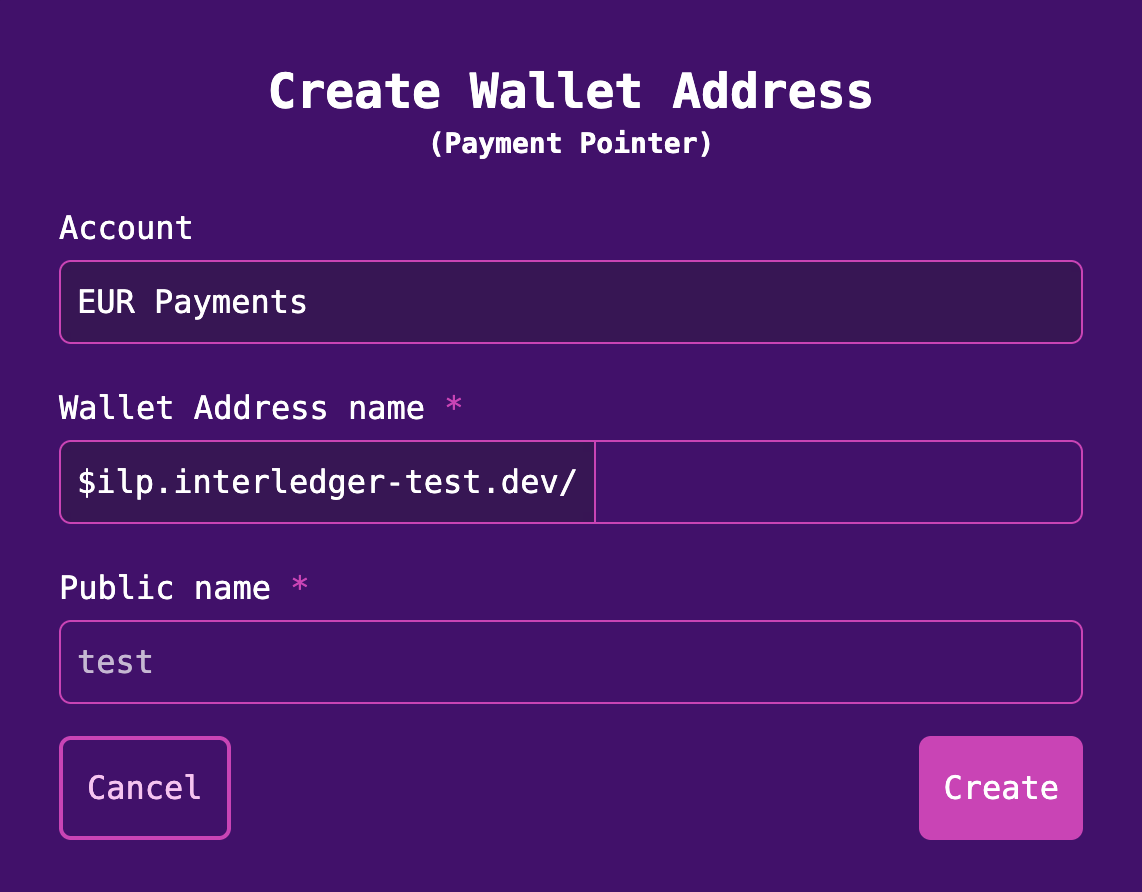 Create Wallet Address
(Payment Pointer)
Account
EUR Payments
Wallet Address name *
$ilp.interledger-test.dev/
Public name *
test
Cancel
Create